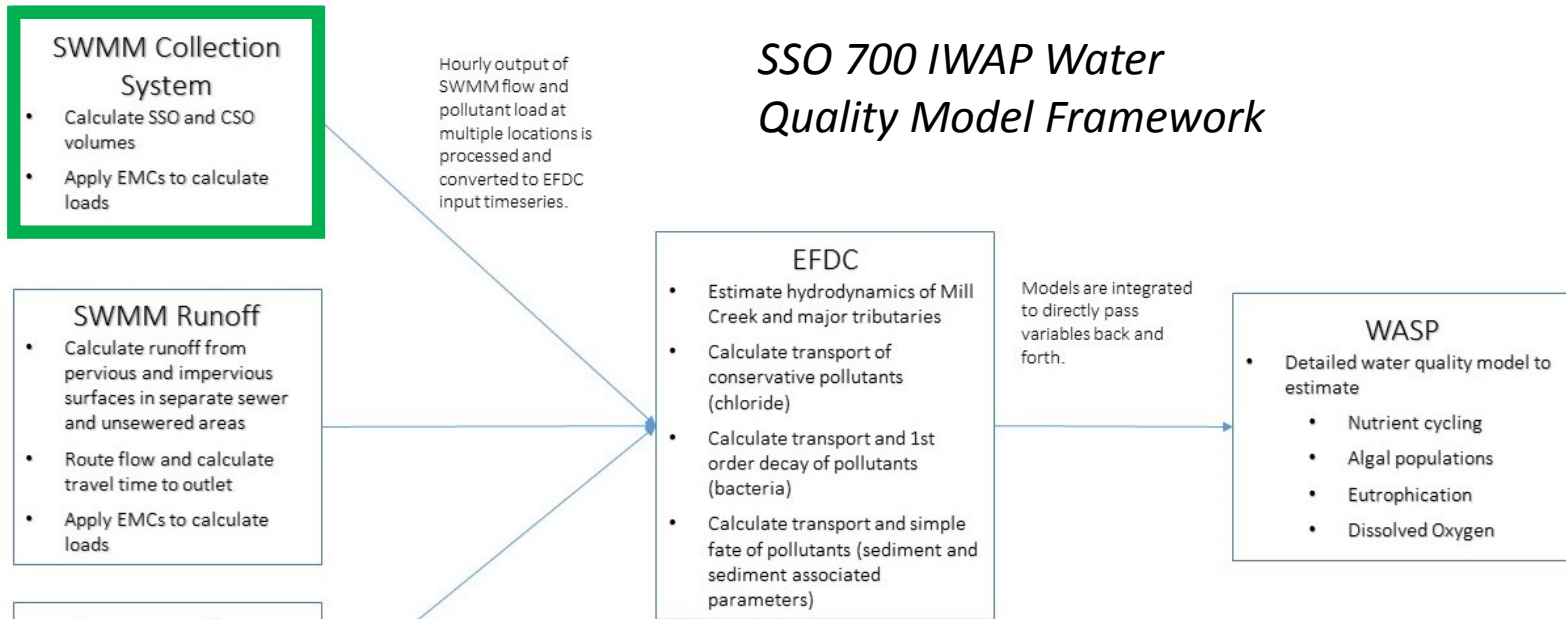 SWMM Collection
System
• Calculate SSO and CSO
volumes
• Apply EMCs to calculate
loads
Hourly output of
SWMM flow and
pollutant load at
multiple locations is
processed and
converted to EFDC
input timeseries.
SSO 700 IWAP Water
Quality Model Framework
SWMM Runoff
• Calculate runoff from
pervious and impervious
surfaces in separate sewer
and unsewered areas
• Route flow and calculate
travel time to outlet
• Apply EMCs to calculate
loads
EFDC
• Estimate hydrodynamics of Mill
Creek and major tributaries
• Calculate transport of
conservative pollutants
(chloride)
• Calculate transport and 1st
order decay of pollutants
(bacteria)
• Calculate transport and simple
fate of pollutants (sediment and
sediment associated
parameters)
Models are integrated
to directly pass
variables back and
forth.
WASP
• Detailed water quality model to
estimate
• Nutrient cycling
• Algal populations
• Eutrophication
• Dissolved Oxygen